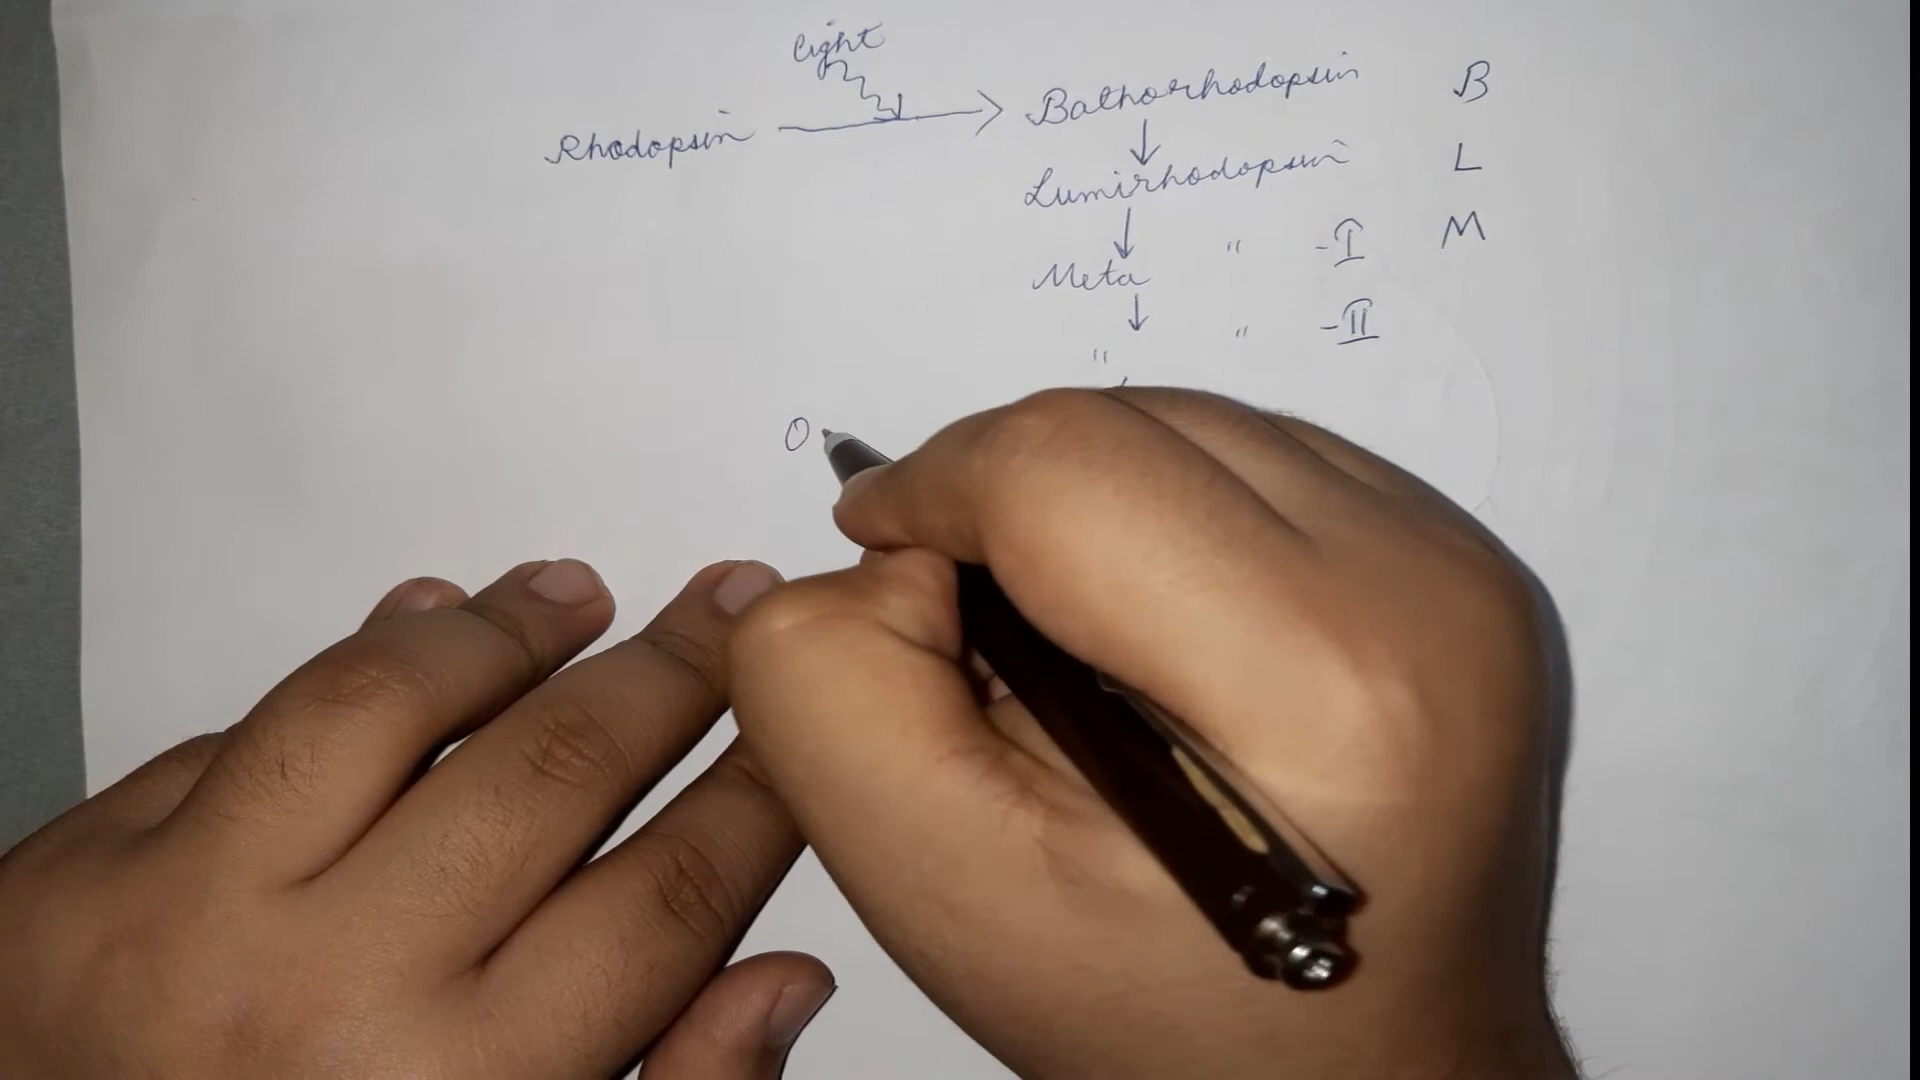 light
Rhodopsin → Bathorhodopsin B
↓
Lumirhodopsin L
↓
Meta " -I M
↓
" " -II
O